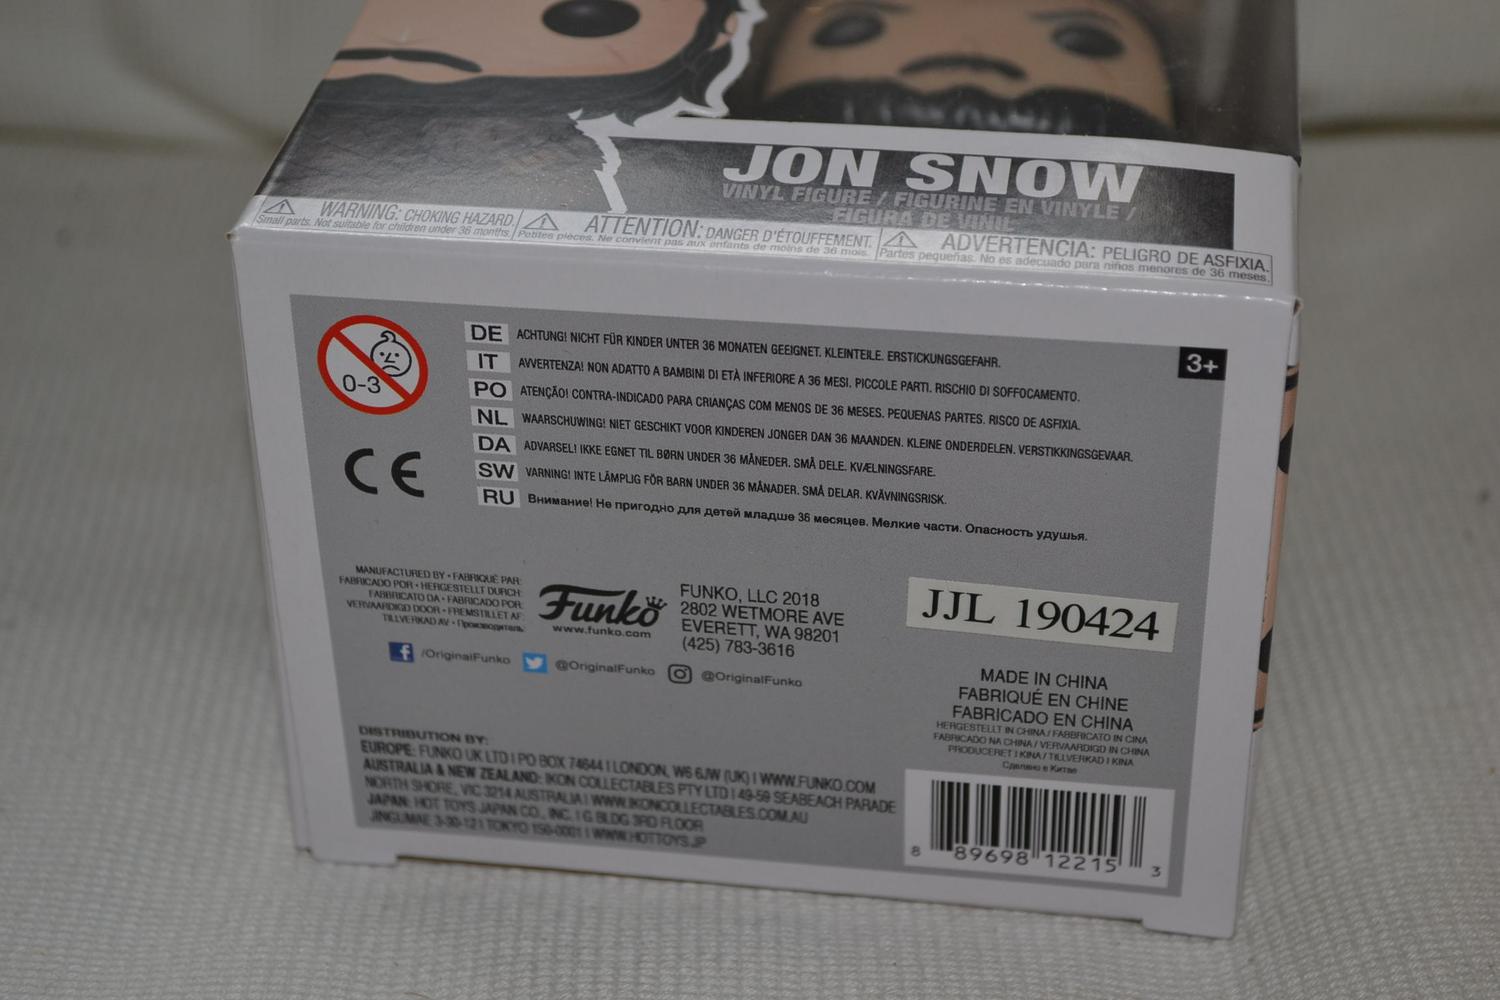 JON SNOW
VINYL FIGURE / FIGURINE EN VINYLE /
FIGURA DE VINIL
WARNING: CHOKING HAZARD.
Small parts. Not suitable for children under 36 months.
ATTENTION: DANGER D'ÉTOUFFEMENT.
Petites pièces. Ne convient pas aux enfants de moins de 36 mois.
ADVERTENCIA: PELIGRO DE ASFIXIA.
Partes pequeñas. No es adecuado para niños menores de 36 meses.
0-3
DE ACHTUNG! NICHT FÜR KINDER UNTER 36 MONATEN GEEIGNET. KLEINTEILE. ERSTICKUNGSGEFAHR.
3+
IT AVVERTENZA! NON ADATTO A BAMBINI DI ETÀ INFERIORE A 36 MESI. PICCOLE PARTI. RISCHIO DI SOFFOCAMENTO.
PO ATENÇÃO! CONTRA-INDICADO PARA CRIANÇAS COM MENOS DE 36 MESES. PEQUENAS PARTES. RISCO DE ASFIXIA.
NL WAARSCHUWING! NIET GESCHIKT VOOR KINDEREN JONGER DAN 36 MAANDEN. KLEINE ONDERDELEN. VERSTIKKINGSGEVAAR.
DA ADVARSEL! IKKE EGNET TIL BØRN UNDER 36 MÅNEDER. SMÅ DELE. KVÆLNINGSFARE.
SW VARNING! INTE LÄMPLIG FÖR BARN UNDER 36 MÅNADER. SMÅ DELAR. KVÄVNINGSRISK.
RU Внимание! Не пригодно для детей младше 36 месяцев. Мелкие части. Опасность удушья.
CE
MANUFACTURED BY • FABRIQUÉ PAR:
FABRICADO POR • HERGESTELLT DURCH:
FABBRICATO DA • FABRICADO POR:
VERVAARDIGD DOOR • FREMSTILLET AF:
TILLVERKAD AV • Производитель:
Funko
www.funko.com
FUNKO, LLC 2018
2802 WETMORE AVE
EVERETT, WA 98201
(425) 783-3616
JJL 190424
/OriginalFunko @OriginalFunko @OriginalFunko
MADE IN CHINA
FABRIQUÉ EN CHINE
FABRICADO EN CHINA
HERGESTELLT IN CHINA / FABBRICATO IN CINA
FABRICADO NA CHINA / VERVAARDIGD IN CHINA
PRODUCERET I KINA / TILLVERKAD I KINA
Сделано в Китае
DISTRIBUTION BY:
EUROPE: FUNKO UK LTD | PO BOX 74644 | LONDON, W6 6JW (UK) | WWW.FUNKO.COM
AUSTRALIA & NEW ZEALAND: IKON COLLECTABLES PTY LTD | 49-59 SEABEACH PARADE
NORTH SHORE, VIC 3214 AUSTRALIA | WWW.IKONCOLLECTABLES.COM.AU
JAPAN: HOT TOYS JAPAN CO., INC. | G BLDG 3RD FLOOR
JINGUMAE 3-30-12 | TOKYO 150-0001 | WWW.HOTTOYS.JP
8 89698 12215 3